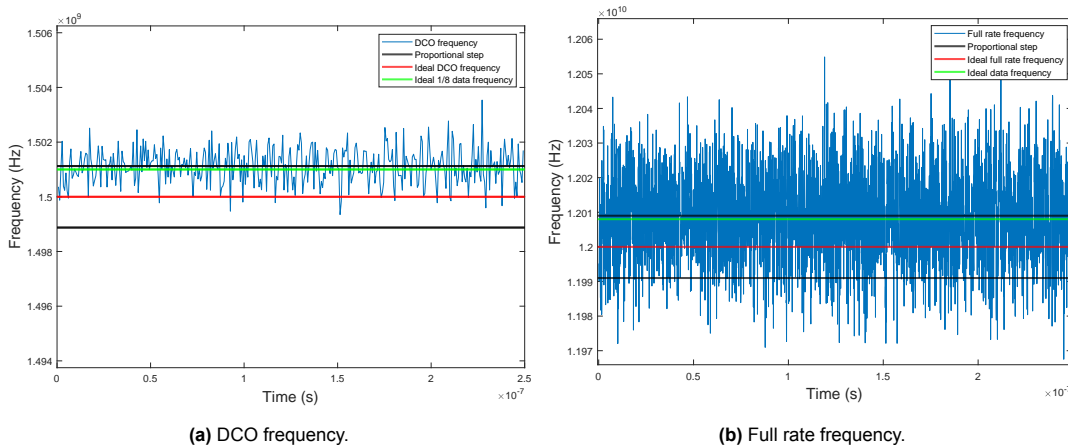 ×10⁹
1.506
1.504
1.502
1.5
1.498
1.496
1.494
Frequency (Hz)
DCO frequency
Proportional step
Ideal DCO frequency
Ideal 1/8 data frequency
0
0.5
1
1.5
2
2.5
Time (s)
×10⁻⁷
(a) DCO frequency.
×10¹⁰
1.206
1.205
1.204
1.203
1.202
1.201
1.2
1.199
1.198
1.197
Frequency (Hz)
Full rate frequency
Proportional step
Ideal full rate frequency
Ideal data frequency
0
0.5
1
1.5
2
2.5
Time (s)
×10⁻⁷
(b) Full rate frequency.